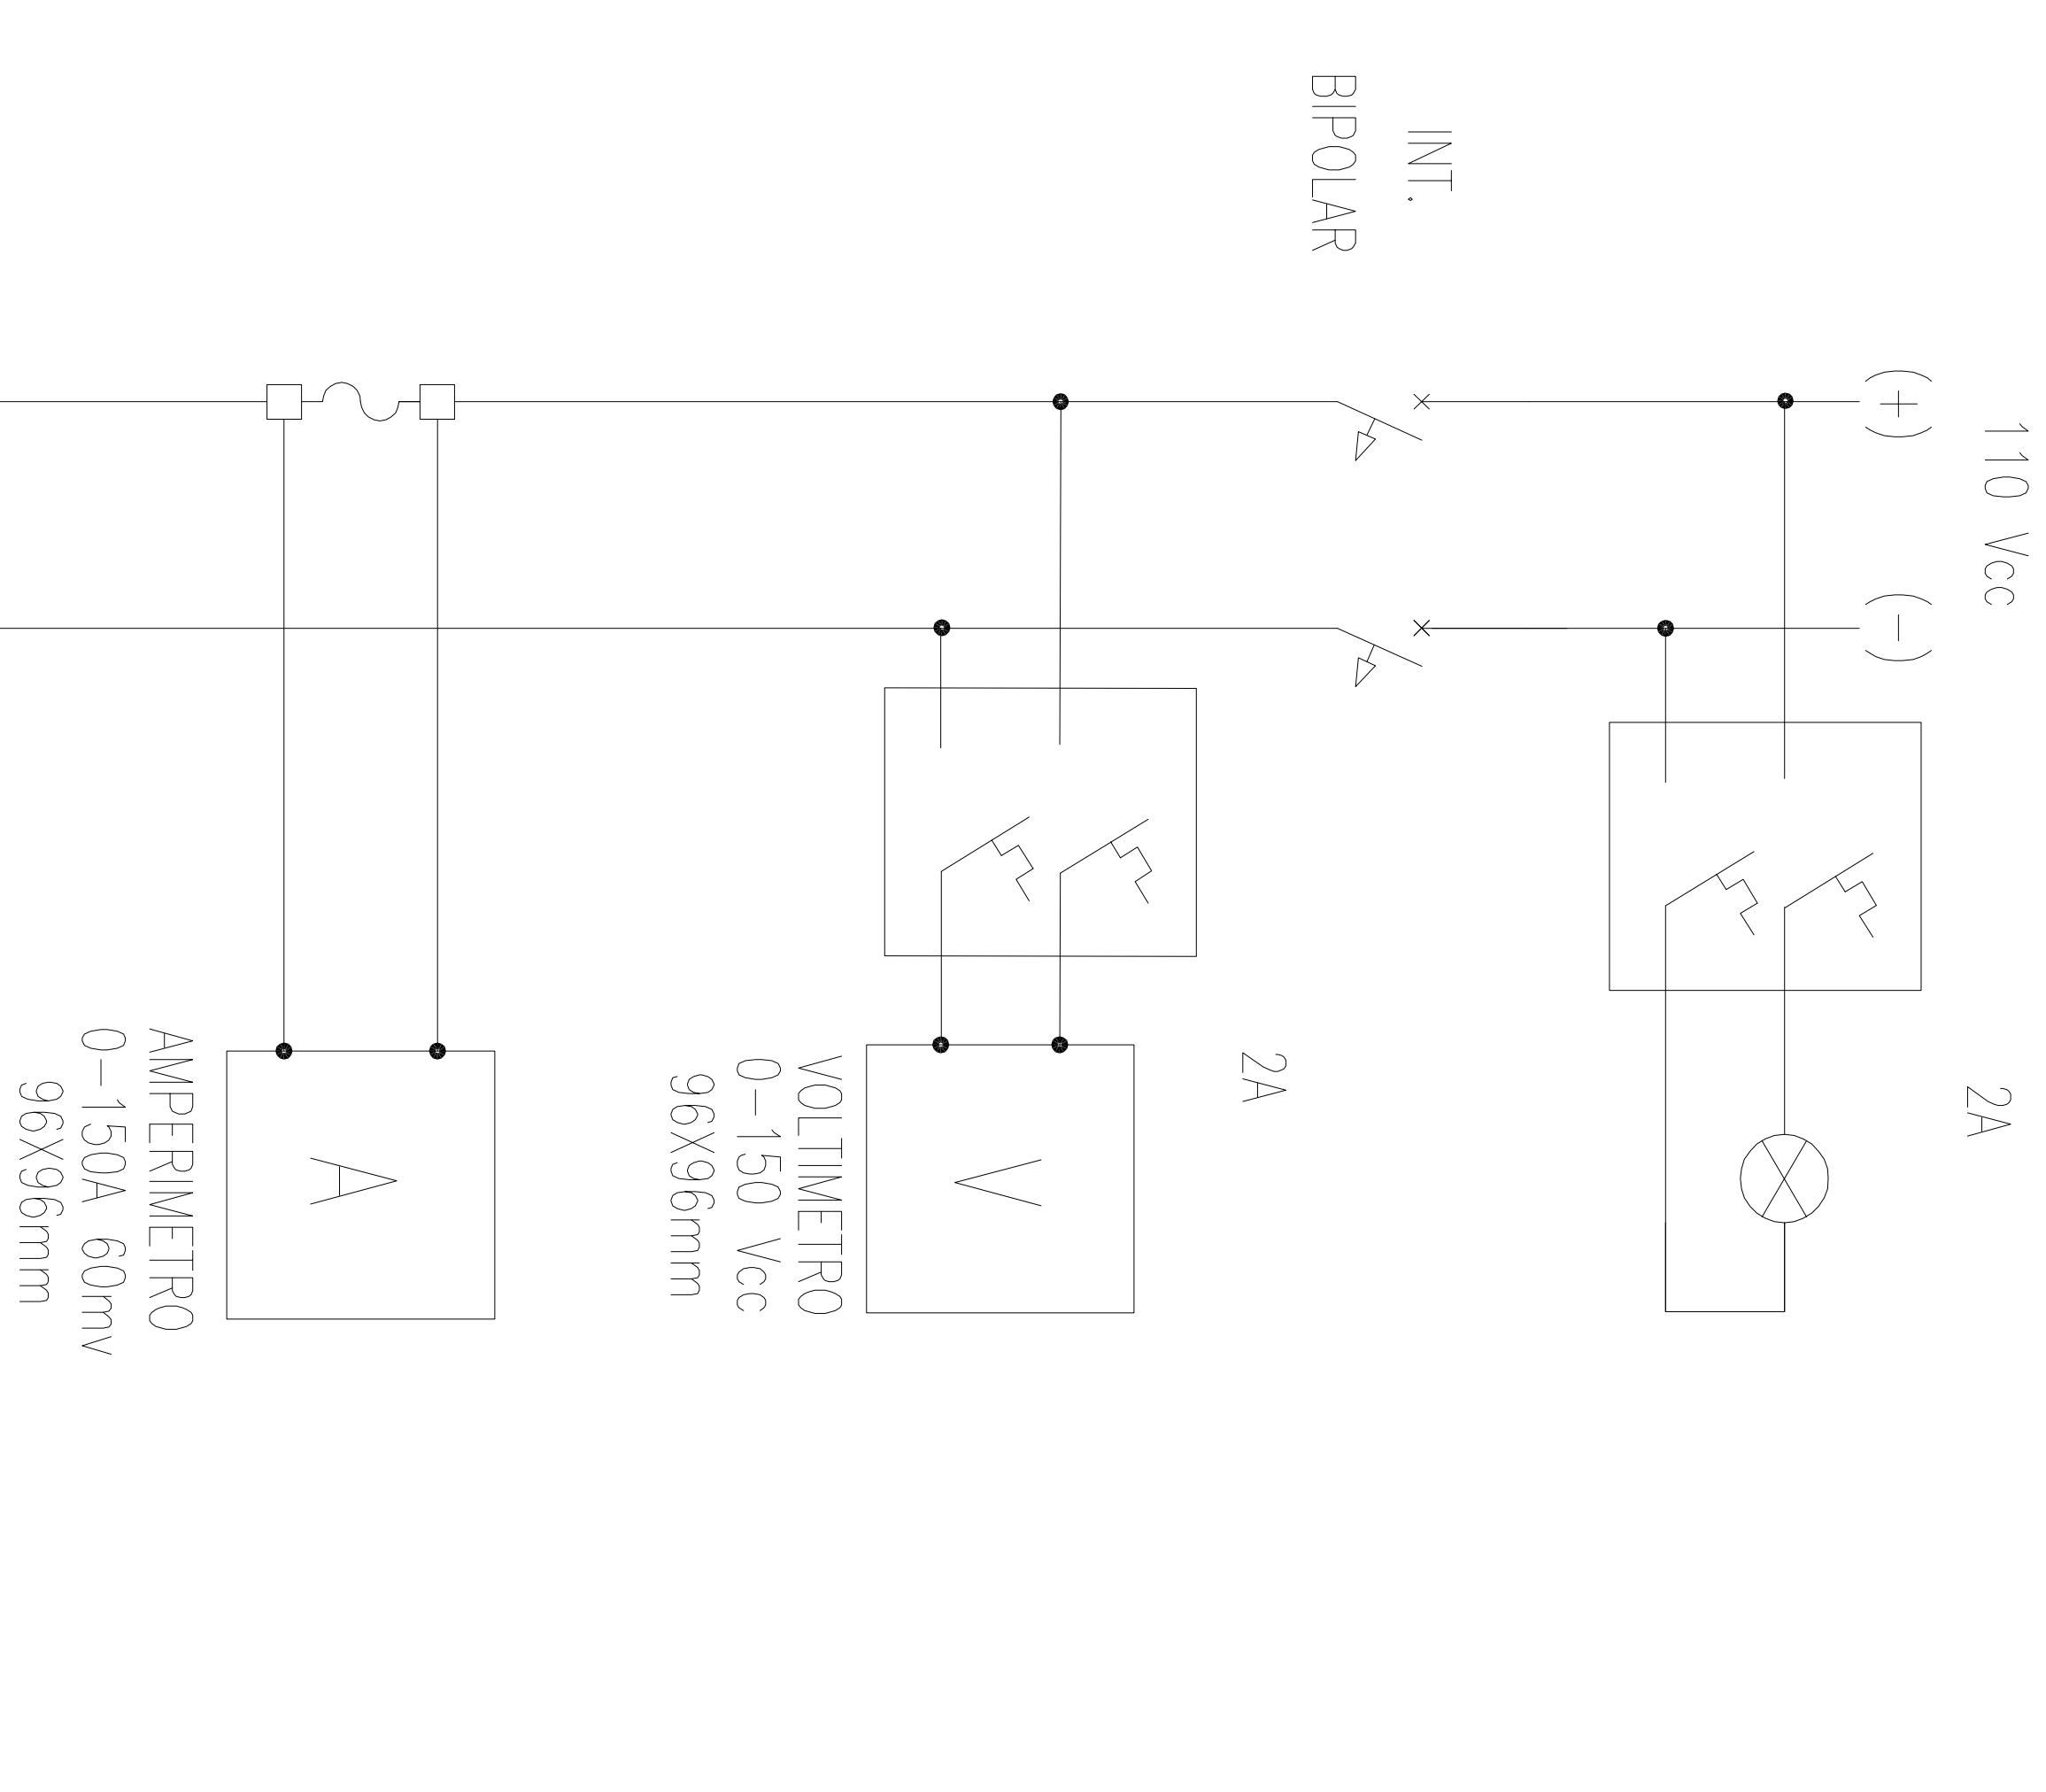 110 Vcc
(+)
(-)
INT.
BIPOLAR
2A
2A
V
VOLTIMETRO
0-150 Vcc
96X96mm
A
AMPERIMETRO
0-150A 60mv
96X96mm